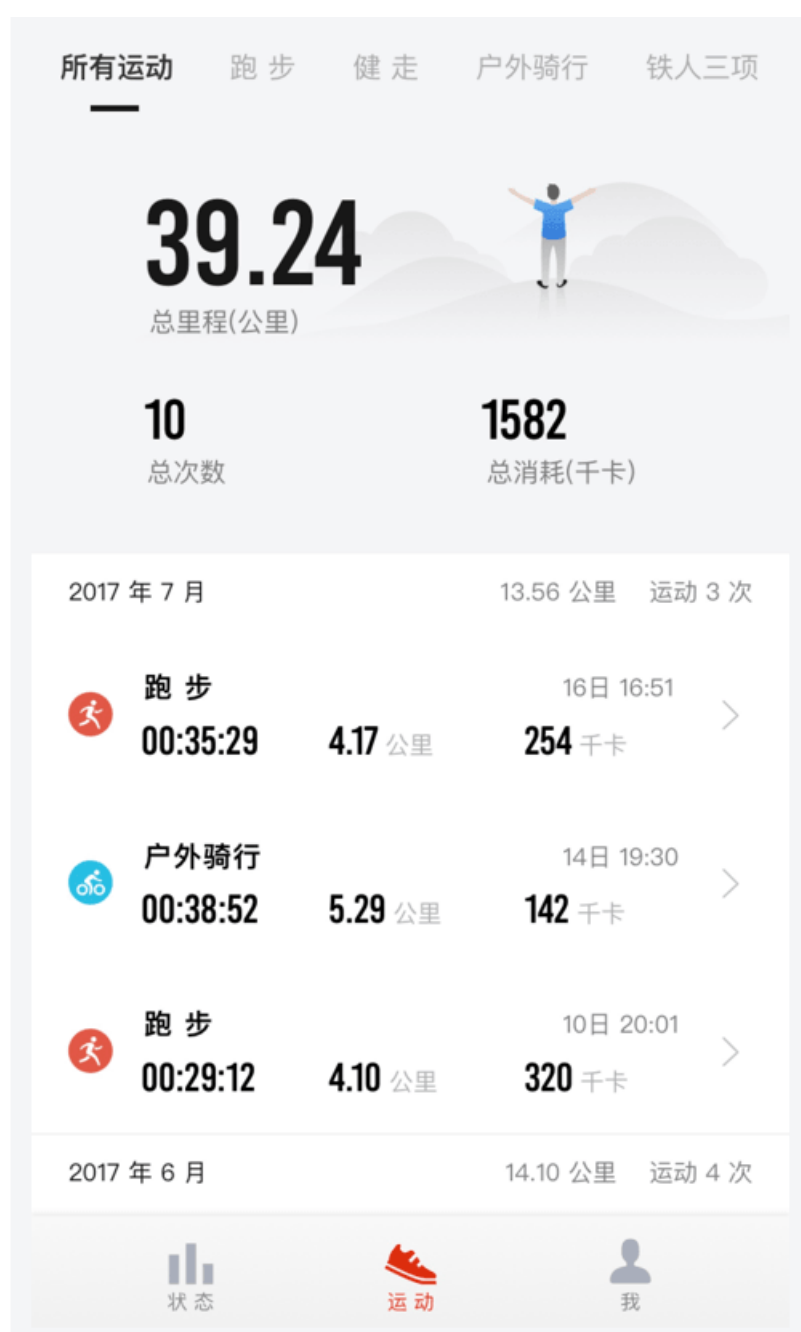 所有运动 跑 步 健 走 户外骑行 铁人三项
39.24
总里程(公里)
10 1582
总次数 总消耗(千卡)
2017 年 7 月 13.56 公里 运动 3 次
跑 步 16日 16:51
00:35:29 4.17 公里 254 千卡
户外骑行 14日 19:30
00:38:52 5.29 公里 142 千卡
跑 步 10日 20:01
00:29:12 4.10 公里 320 千卡
2017 年 6 月 14.10 公里 运动 4 次
状 态 运 动 我